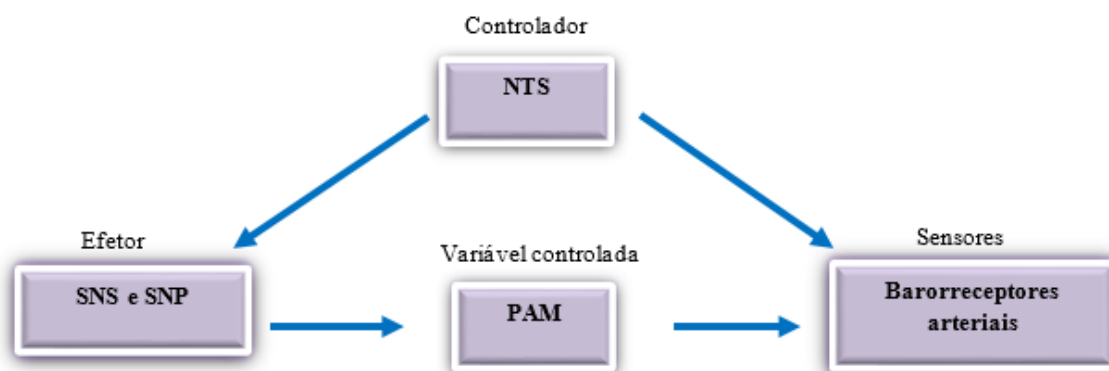 Controlador
NTS
Efetor
SNS e SNP
Variável controlada
PAM
Sensores
Barorreceptores
arteriais